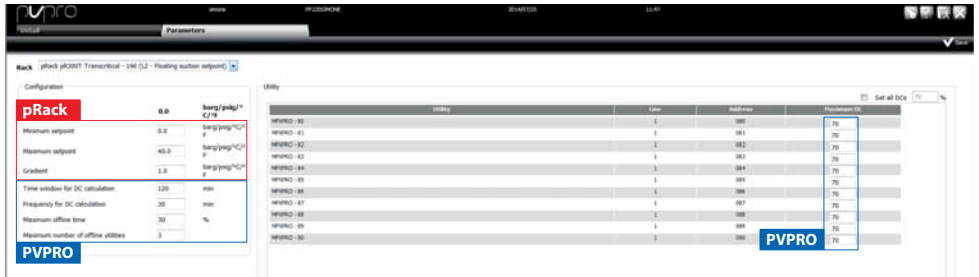 pvpro
simone
PP220SIMONE
2014/07/25
11:47
Detail
Parameters
Save
Rack pRack pR300T Transcritical - 196 (L2 - Floating suction setpoint)
Configuration
Utility
pRack
0.0 barg/psig/°C/°F
Set all DCs 70 %
Utility Line Address Maximum DC
Minimum setpoint 0.0 barg/psig/°C/°F
Maximum setpoint 40.0 barg/psig/°C/°F
Gradient 1.0 barg/psig/°C/°F
Time window for DC calculation 120 min
Frequency for DC calculation 30 min
Maximum offline time 30 %
Maximum number of offline utilities 3
PVPRO
MPXPRO - 80 1 080 70
MPXPRO - 81 1 081 70
MPXPRO - 82 1 082 70
MPXPRO - 83 1 083 70
MPXPRO - 84 1 084 70
MPXPRO - 85 1 085 70
MPXPRO - 86 1 086 70
MPXPRO - 87 1 087 70
MPXPRO - 88 1 088 70
MPXPRO - 89 1 089 70
MPXPRO - 90 1 090 70
PVPRO